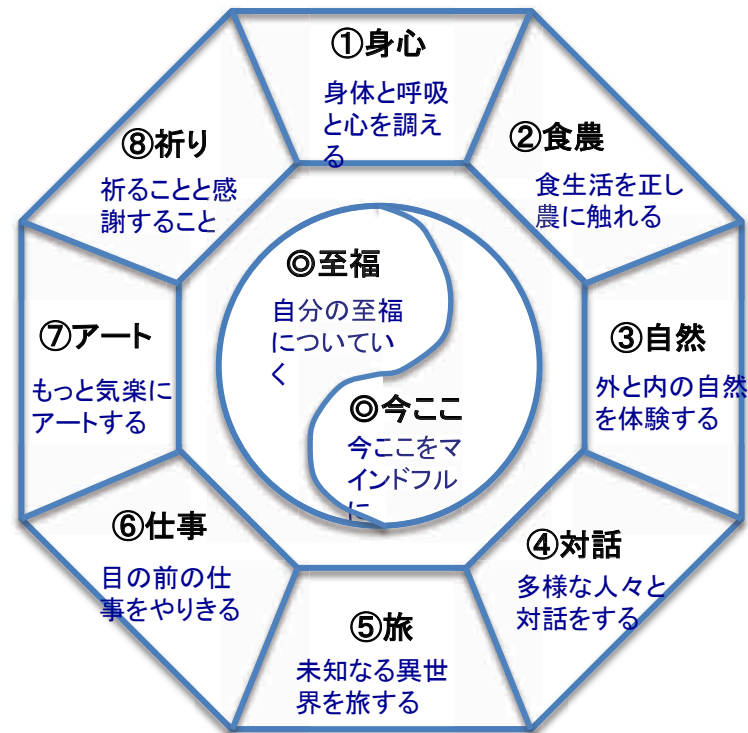 ①身心
身体と呼吸
と心を調え
る
②食農
食生活を正し
農に触れる
③自然
外と内の自然
を体験する
④対話
多様な人々と
対話をする
⑤旅
未知なる異世
界を旅する
⑥仕事
目の前の仕
事をやりきる
⑦アート
もっと気楽に
アートする
⑧祈り
祈ることと感
謝すること
◎至福
自分の至福
についてい
く
◎今ここ
今ここをマ
インドフル
に